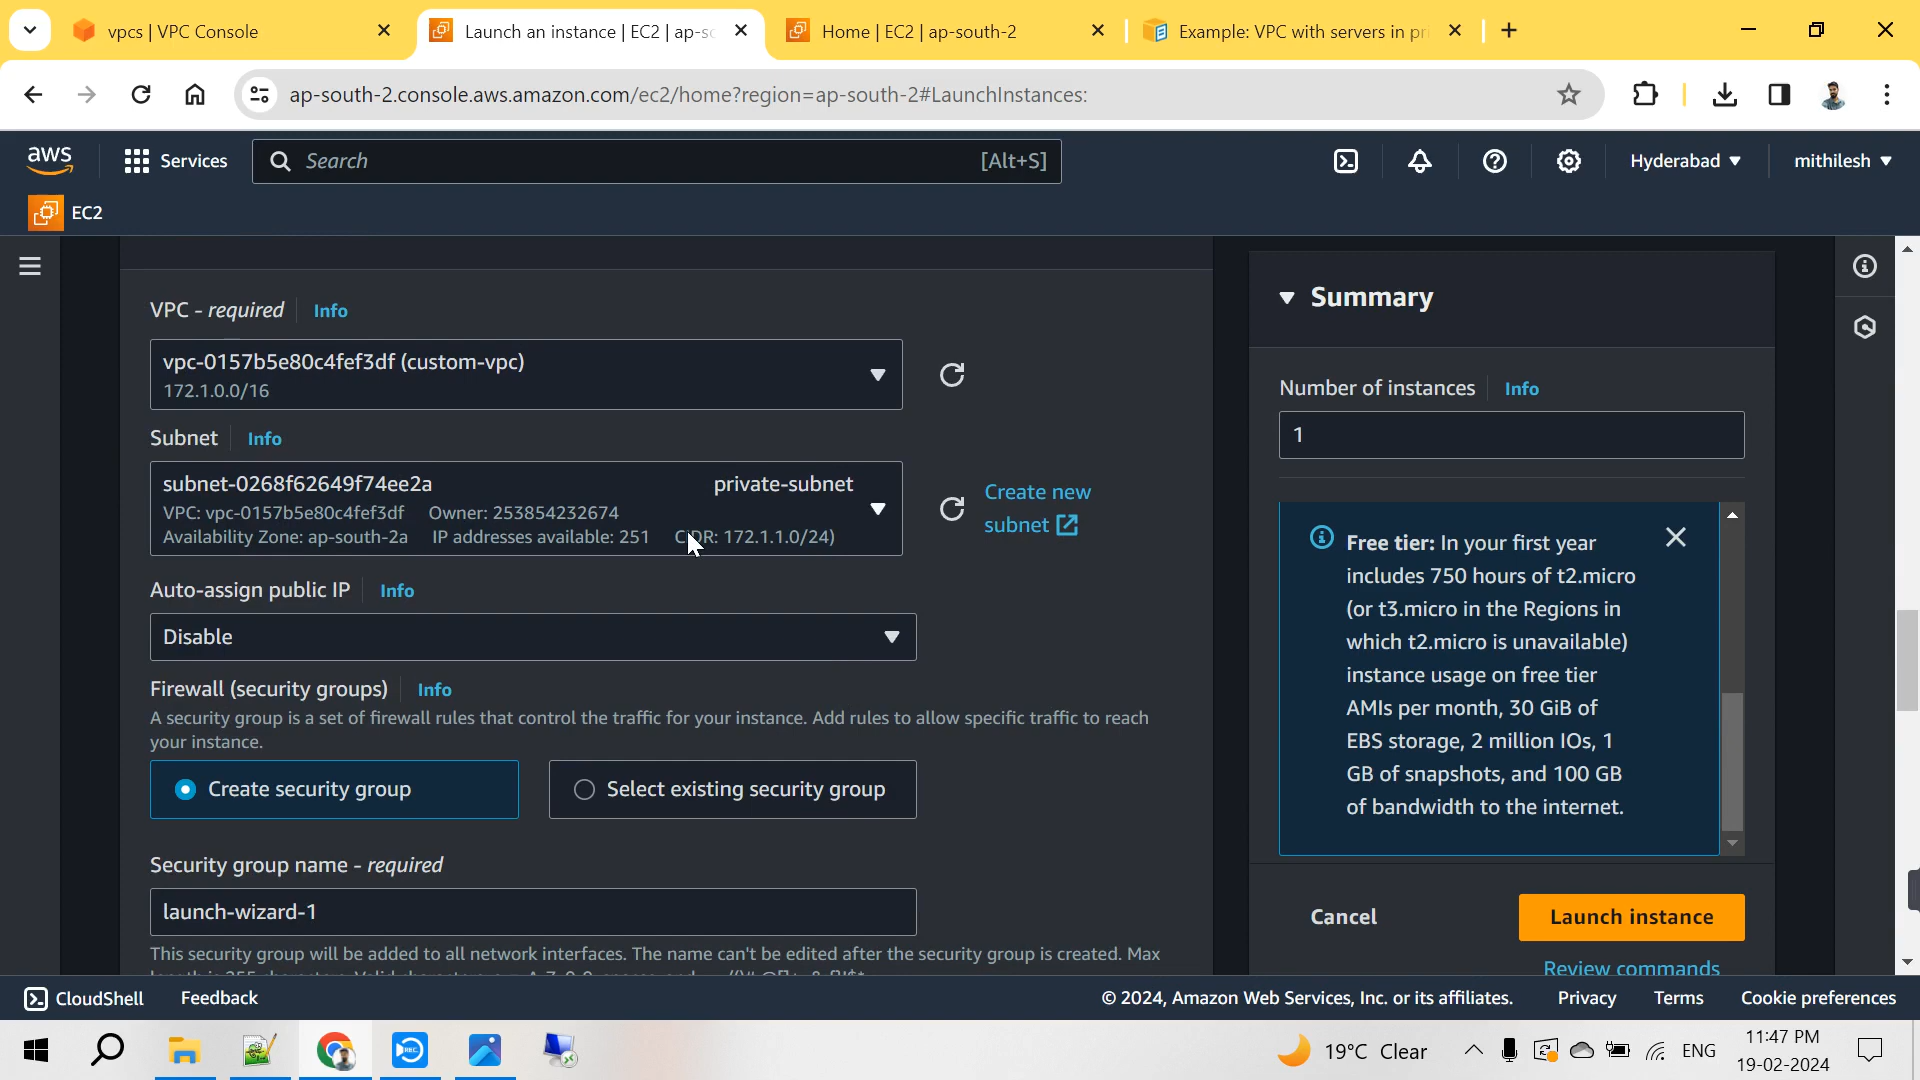 vpcs | VPC Console
Launch an instance | EC2 | ap-so
Home | EC2 | ap-south-2
Example: VPC with servers in pri
ap-south-2.console.aws.amazon.com/ec2/home?region=ap-south-2#LaunchInstances:
aws
Services
Search
[Alt+S]
Hyderabad
mithilesh
EC2
VPC - required
Info
vpc-0157b5e80c4fef3df (custom-vpc)
172.1.0.0/16
Subnet
Info
subnet-0268f62649f74ee2a private-subnet
VPC: vpc-0157b5e80c4fef3df Owner: 253854232674
Availability Zone: ap-south-2a IP addresses available: 251 CIDR: 172.1.1.0/24)
Create new
subnet
Auto-assign public IP
Info
Disable
Firewall (security groups)
Info
A security group is a set of firewall rules that control the traffic for your instance. Add rules to allow specific traffic to reach
your instance.
Create security group
Select existing security group
Security group name - required
launch-wizard-1
This security group will be added to all network interfaces. The name can't be edited after the security group is created. Max
Summary
Number of instances
Info
1
Free tier: In your first year
includes 750 hours of t2.micro
(or t3.micro in the Regions in
which t2.micro is unavailable)
instance usage on free tier
AMIs per month, 30 GiB of
EBS storage, 2 million IOs, 1
GB of snapshots, and 100 GB
of bandwidth to the internet.
Cancel
Launch instance
Review commands
CloudShell
Feedback
© 2024, Amazon Web Services, Inc. or its affiliates.
Privacy
Terms
Cookie preferences
REC
19°C Clear
ENG
11:47 PM
19-02-2024